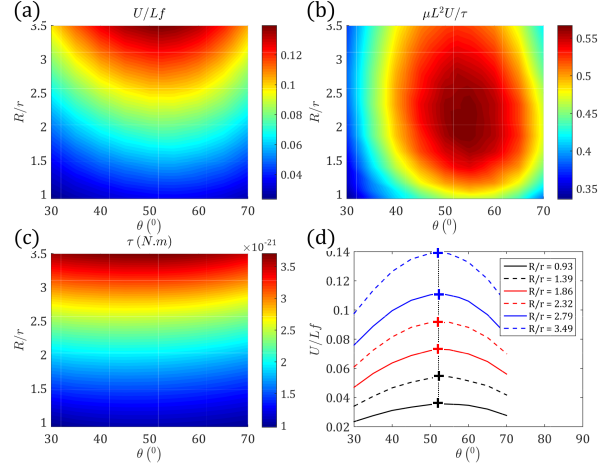 (a)
U/Lf
3.5
3
2.5
2
1.5
1
R/r
30 40 50 60 70
θ (⁰)
0.12
0.1
0.08
0.06
0.04
(b)
μL²U/τ
3.5
3
2.5
2
1.5
1
R/r
30 40 50 60 70
θ (⁰)
0.55
0.5
0.45
0.4
0.35
(c)
τ (N.m)
×10⁻²¹
3.5
3
2.5
2
1.5
1
R/r
30 40 50 60 70
θ (⁰)
3.5
3
2.5
2
1.5
1
(d)
0.14
0.12
0.1
0.08
0.06
0.04
0.02
U/Lf
30 40 50 60 70 80 90
θ (⁰)
R/r = 0.93
R/r = 1.39
R/r = 1.86
R/r = 2.32
R/r = 2.79
R/r = 3.49